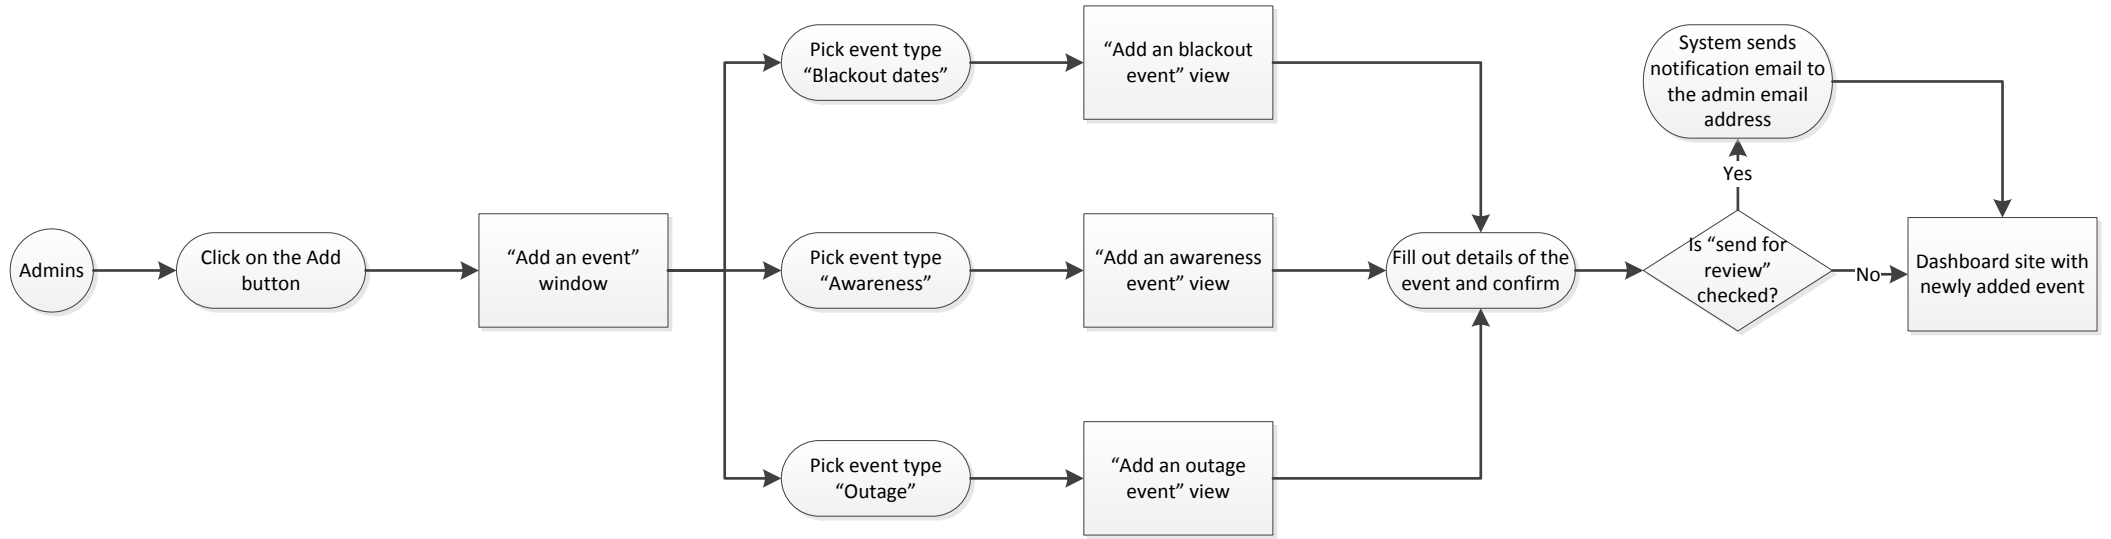 Admins
Click on the Add
button
“Add an event”
window
Pick event type
“Blackout dates”
“Add an blackout
event” view
Pick event type
“Awareness”
“Add an awareness
event” view
Pick event type
“Outage”
“Add an outage
event” view
Fill out details of the
event and confirm
Is “send for
review”
checked?
Yes
System sends
notification email to
the admin email
address
No
Dashboard site with
newly added event